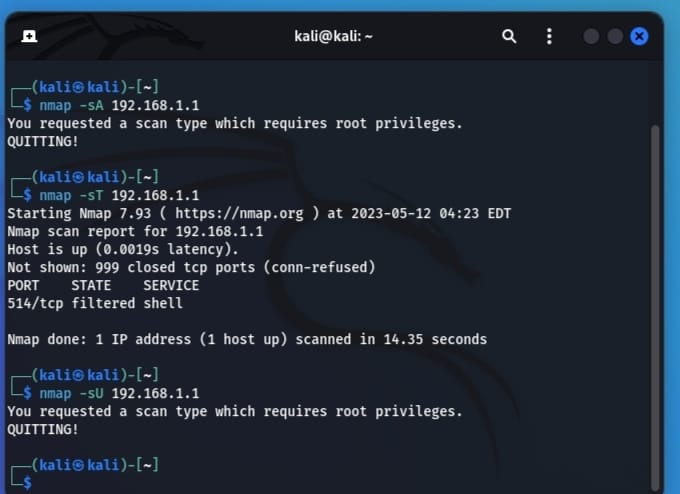 kali@kali: ~
┌──(kali㉿kali)-[~]
└─$ nmap -sA 192.168.1.1
You requested a scan type which requires root privileges.
QUITTING!
┌──(kali㉿kali)-[~]
└─$ nmap -sT 192.168.1.1
Starting Nmap 7.93 ( https://nmap.org ) at 2023-05-12 04:23 EDT
Nmap scan report for 192.168.1.1
Host is up (0.0019s latency).
Not shown: 999 closed tcp ports (conn-refused)
PORT    STATE    SERVICE
514/tcp filtered shell
Nmap done: 1 IP address (1 host up) scanned in 14.35 seconds
┌──(kali㉿kali)-[~]
└─$ nmap -sU 192.168.1.1
You requested a scan type which requires root privileges.
QUITTING!
┌──(kali㉿kali)-[~]
└─$